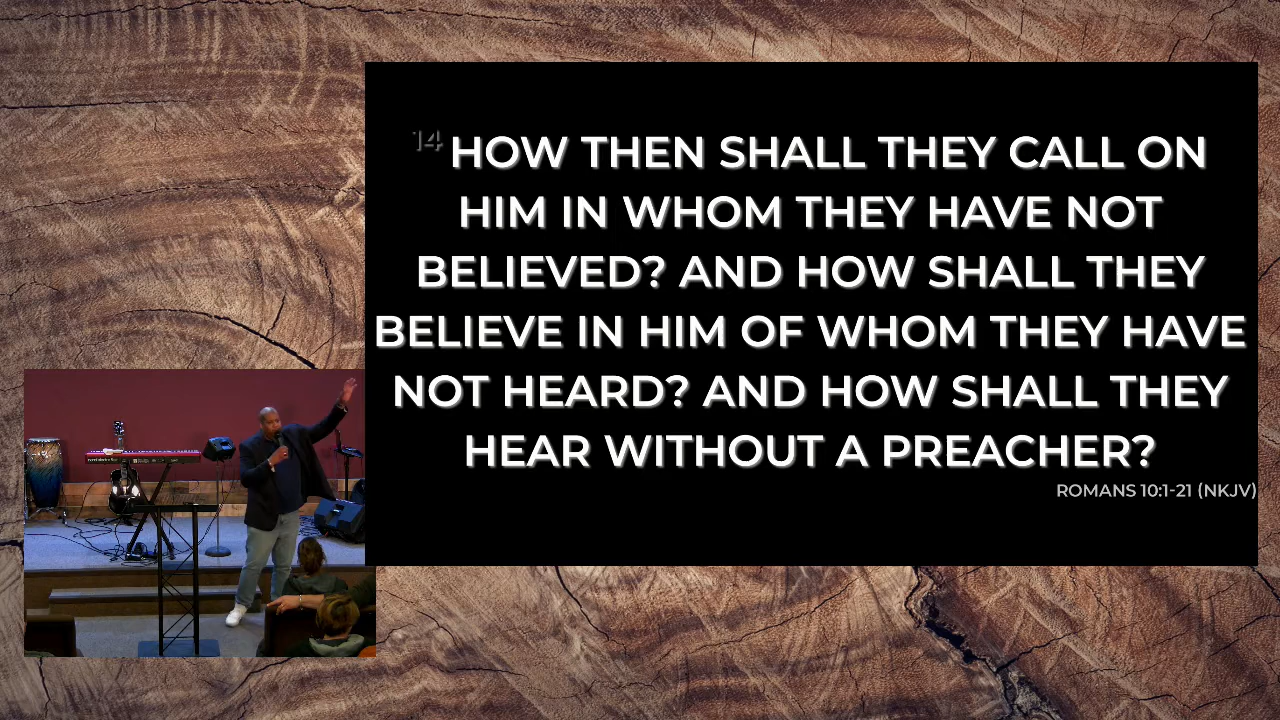 14 HOW THEN SHALL THEY CALL ON
HIM IN WHOM THEY HAVE NOT
BELIEVED? AND HOW SHALL THEY
BELIEVE IN HIM OF WHOM THEY HAVE
NOT HEARD? AND HOW SHALL THEY
HEAR WITHOUT A PREACHER?
ROMANS 10:1-21 (NKJV)